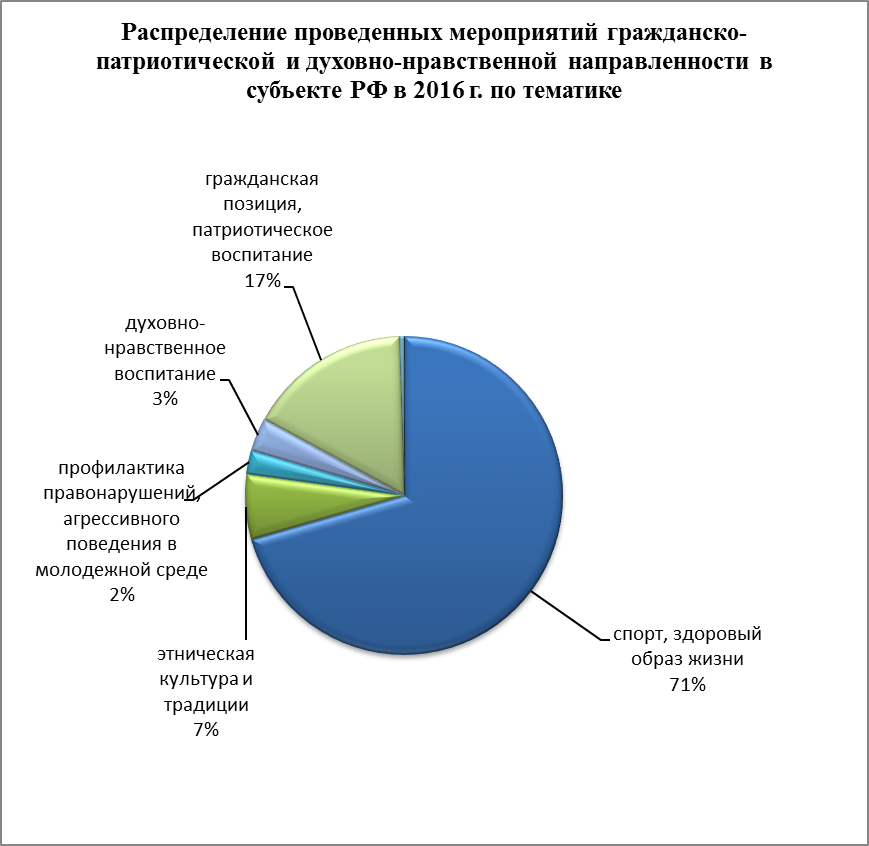 Распределение проведенных мероприятий гражданско-
патриотической и духовно-нравственной направленности в
субъекте РФ в 2016 г. по тематике
гражданская
позиция,
патриотическое
воспитание
17%
духовно-
нравственное
воспитание
3%
профилактика
правонарушений,
агрессивного
поведения в
молодежной среде
2%
этническая
культура и
традиции
7%
спорт, здоровый
образ жизни
71%